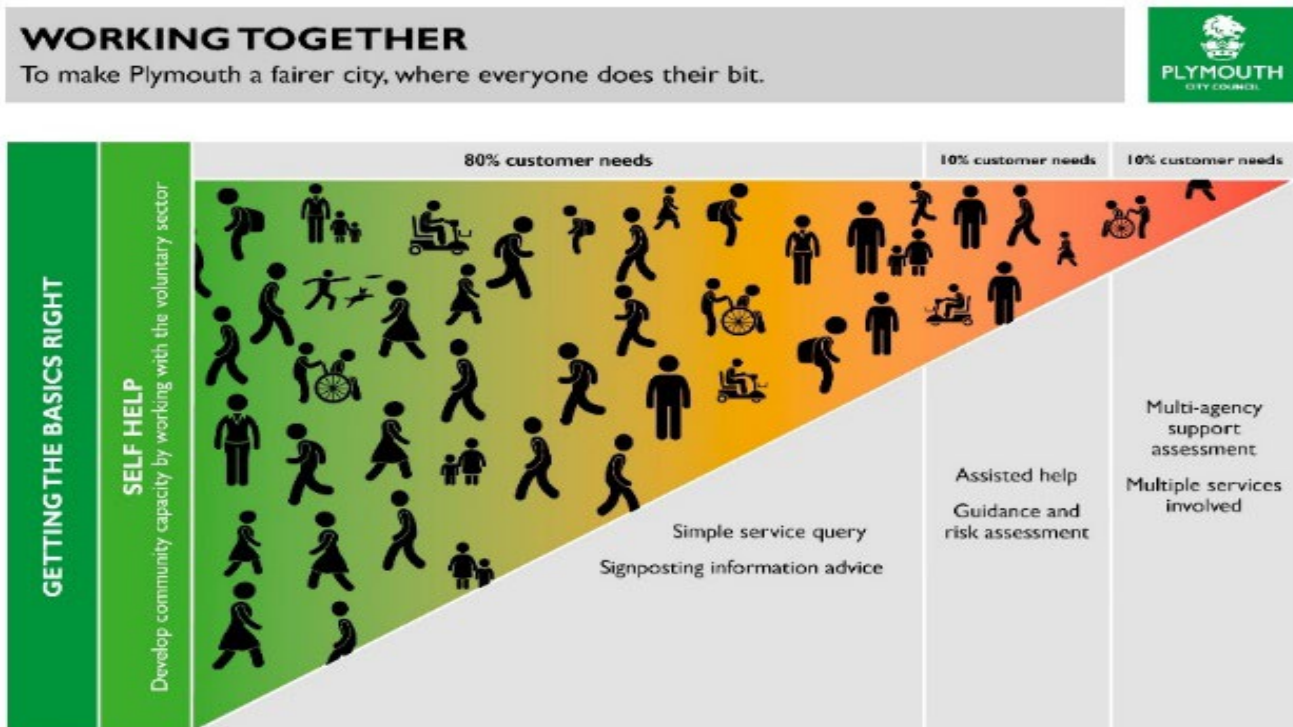 WORKING TOGETHER
To make Plymouth a fairer city, where everyone does their bit.
PLYMOUTH
CITY COUNCIL
GETTING THE BASICS RIGHT
SELF HELP
Develop community capacity by working with the voluntary sector
80% customer needs
10% customer needs
10% customer needs
Simple service query
Signposting information advice
Assisted help
Guidance and
risk assessment
Multi-agency
support
assessment
Multiple services
involved